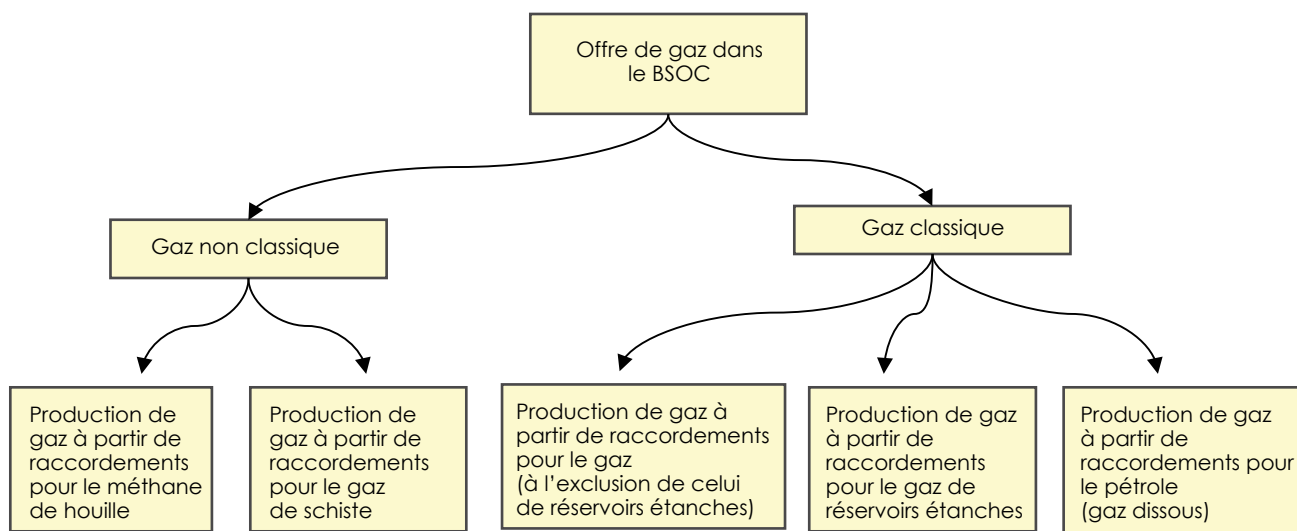 Offre de gaz dans
le BSOC
Gaz non classique
Gaz classique
Production de
gaz à partir de
raccordements
pour le méthane
de houille
Production de
gaz à partir de
raccordements
pour le gaz
de schiste
Production de gaz à
partir de raccordements
pour le gaz
(à l'exclusion de celui
de réservoirs étanches)
Production de gaz
à partir de
raccordements
pour le gaz de
réservoirs étanches
Production de gaz
à partir de
raccordements pour
le pétrole
(gaz dissous)